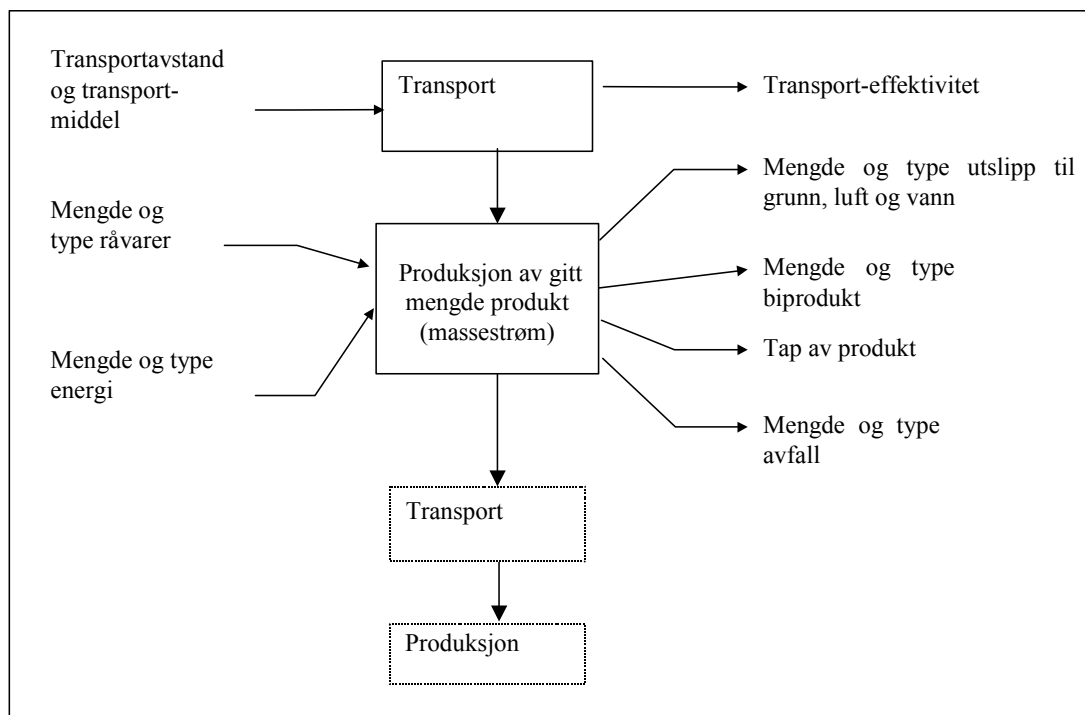 Transportavstand
og transport-
middel
Transport
Transport-effektivitet
Mengde og type utslipp til
grunn, luft og vann
Mengde og
type råvarer
Produksjon av gitt
mengde produkt
(massestrøm)
Mengde og type
biprodukt
Tap av produkt
Mengde og type
energi
Mengde og type
avfall
Transport
Produksjon